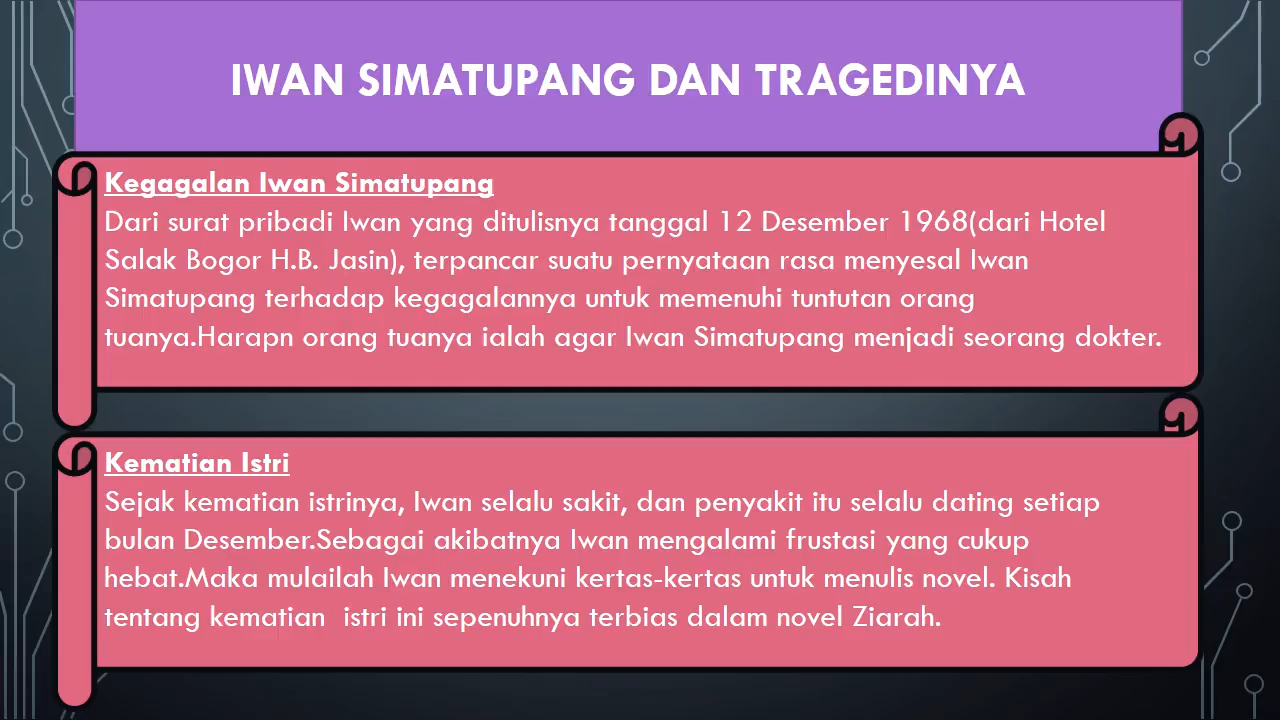 IWAN SIMATUPANG DAN TRAGEDINYA
Kegagalan Iwan Simatupang
Dari surat pribadi Iwan yang ditulisnya tanggal 12 Desember 1968(dari Hotel
Salak Bogor H.B. Jasin), terpancar suatu pernyataan rasa menyesal Iwan
Simatupang terhadap kegagalannya untuk memenuhi tuntutan orang
tuanya.Harapn orang tuanya ialah agar Iwan Simatupang menjadi seorang dokter.
Kematian Istri
Sejak kematian istrinya, Iwan selalu sakit, dan penyakit itu selalu dating setiap
bulan Desember.Sebagai akibatnya Iwan mengalami frustasi yang cukup
hebat.Maka mulailah Iwan menekuni kertas-kertas untuk menulis novel. Kisah
tentang kematian  istri ini sepenuhnya terbias dalam novel Ziarah.